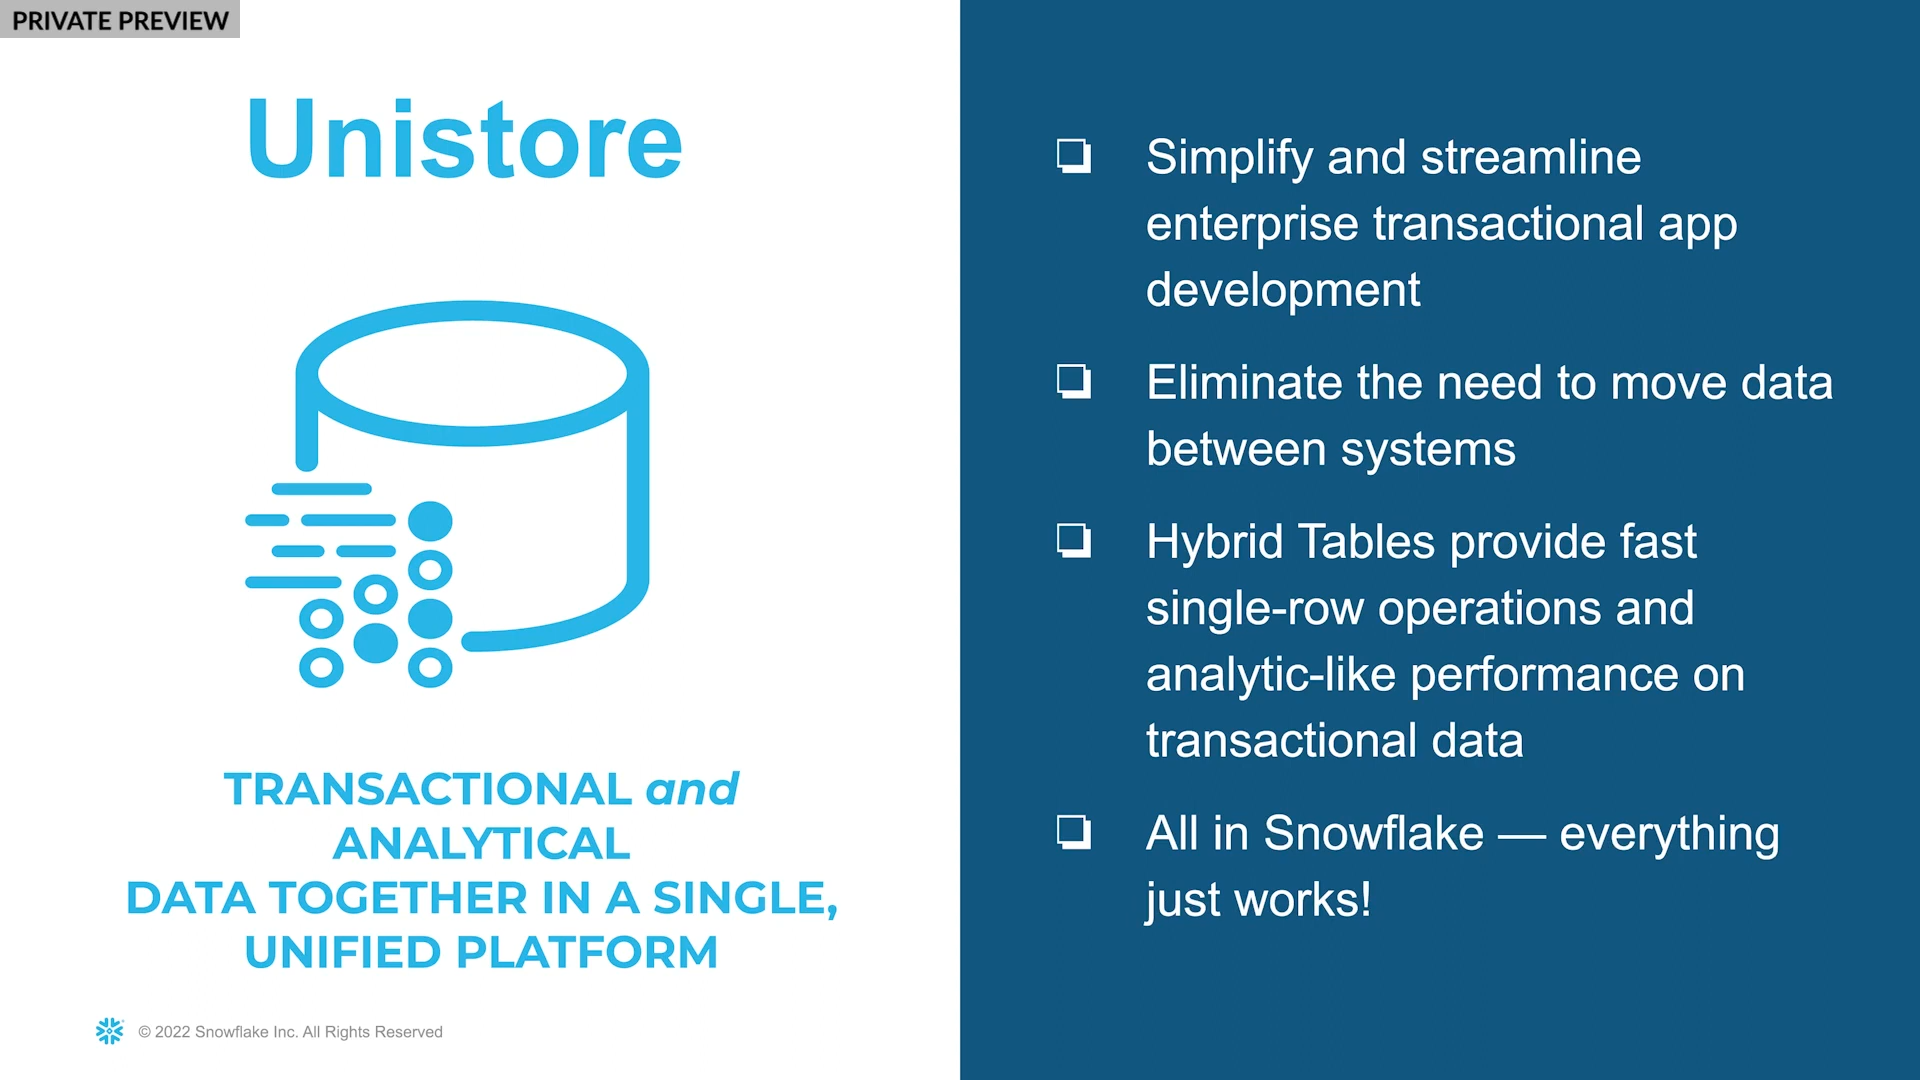 PRIVATE PREVIEW
Unistore
TRANSACTIONAL and
ANALYTICAL
DATA TOGETHER IN A SINGLE,
UNIFIED PLATFORM
© 2022 Snowflake Inc. All Rights Reserved
Simplify and streamline
enterprise transactional app
development
Eliminate the need to move data
between systems
Hybrid Tables provide fast
single-row operations and
analytic-like performance on
transactional data
All in Snowflake — everything
just works!